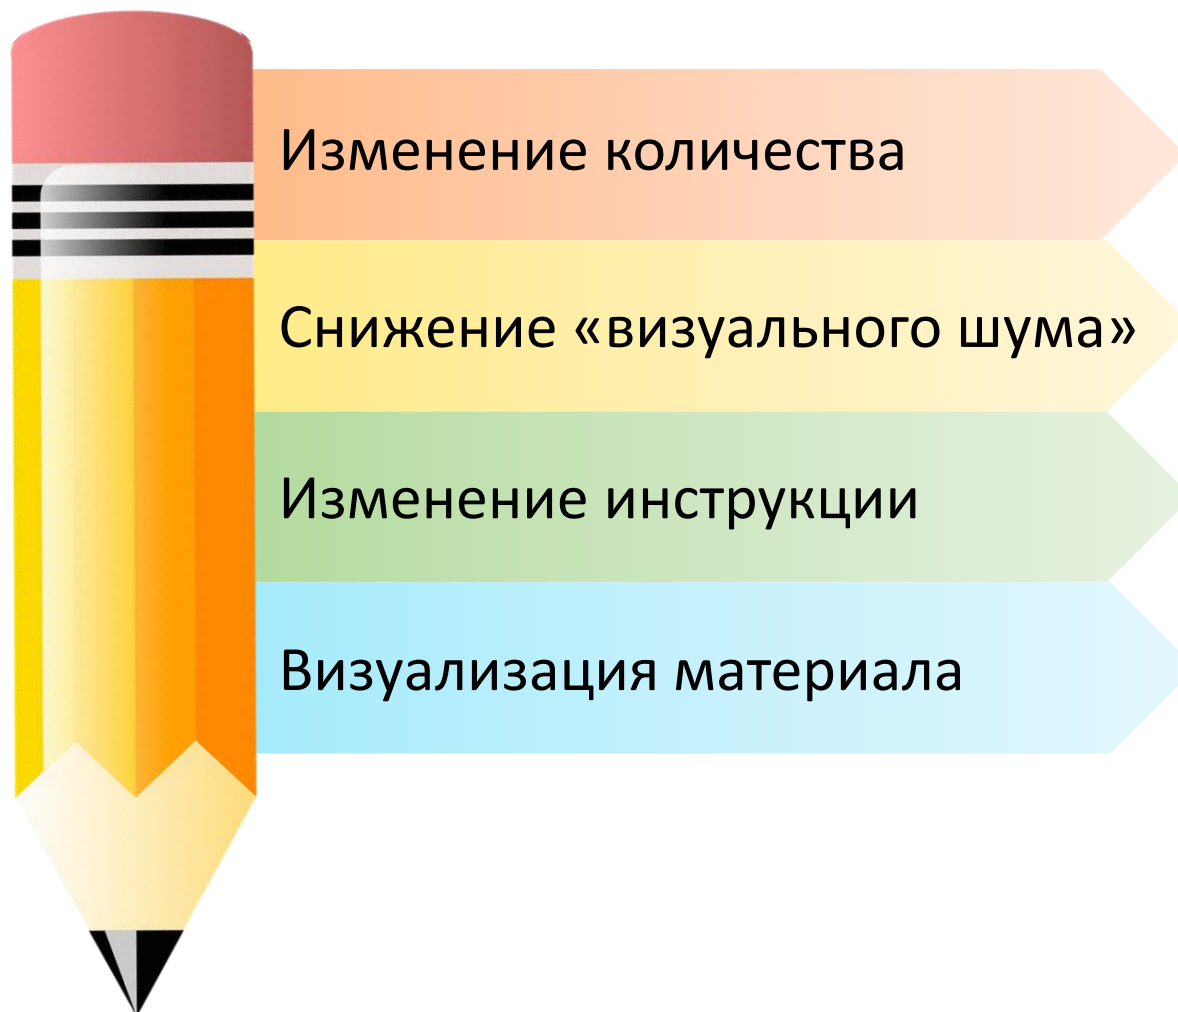 Изменение количества
Снижение «визуального шума»
Изменение инструкции
Визуализация материала